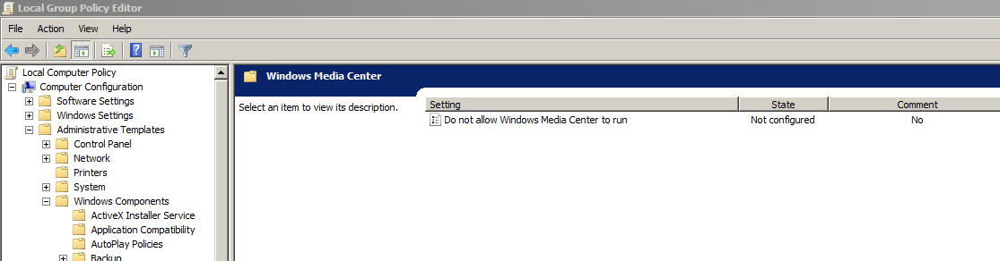 Local Group Policy Editor
File Action View Help
Local Computer Policy
Computer Configuration
Software Settings
Windows Settings
Administrative Templates
Control Panel
Network
Printers
System
Windows Components
ActiveX Installer Service
Application Compatibility
AutoPlay Policies
Backup
Windows Media Center
Select an item to view its description.
Setting State Comment
Do not allow Windows Media Center to run Not configured No